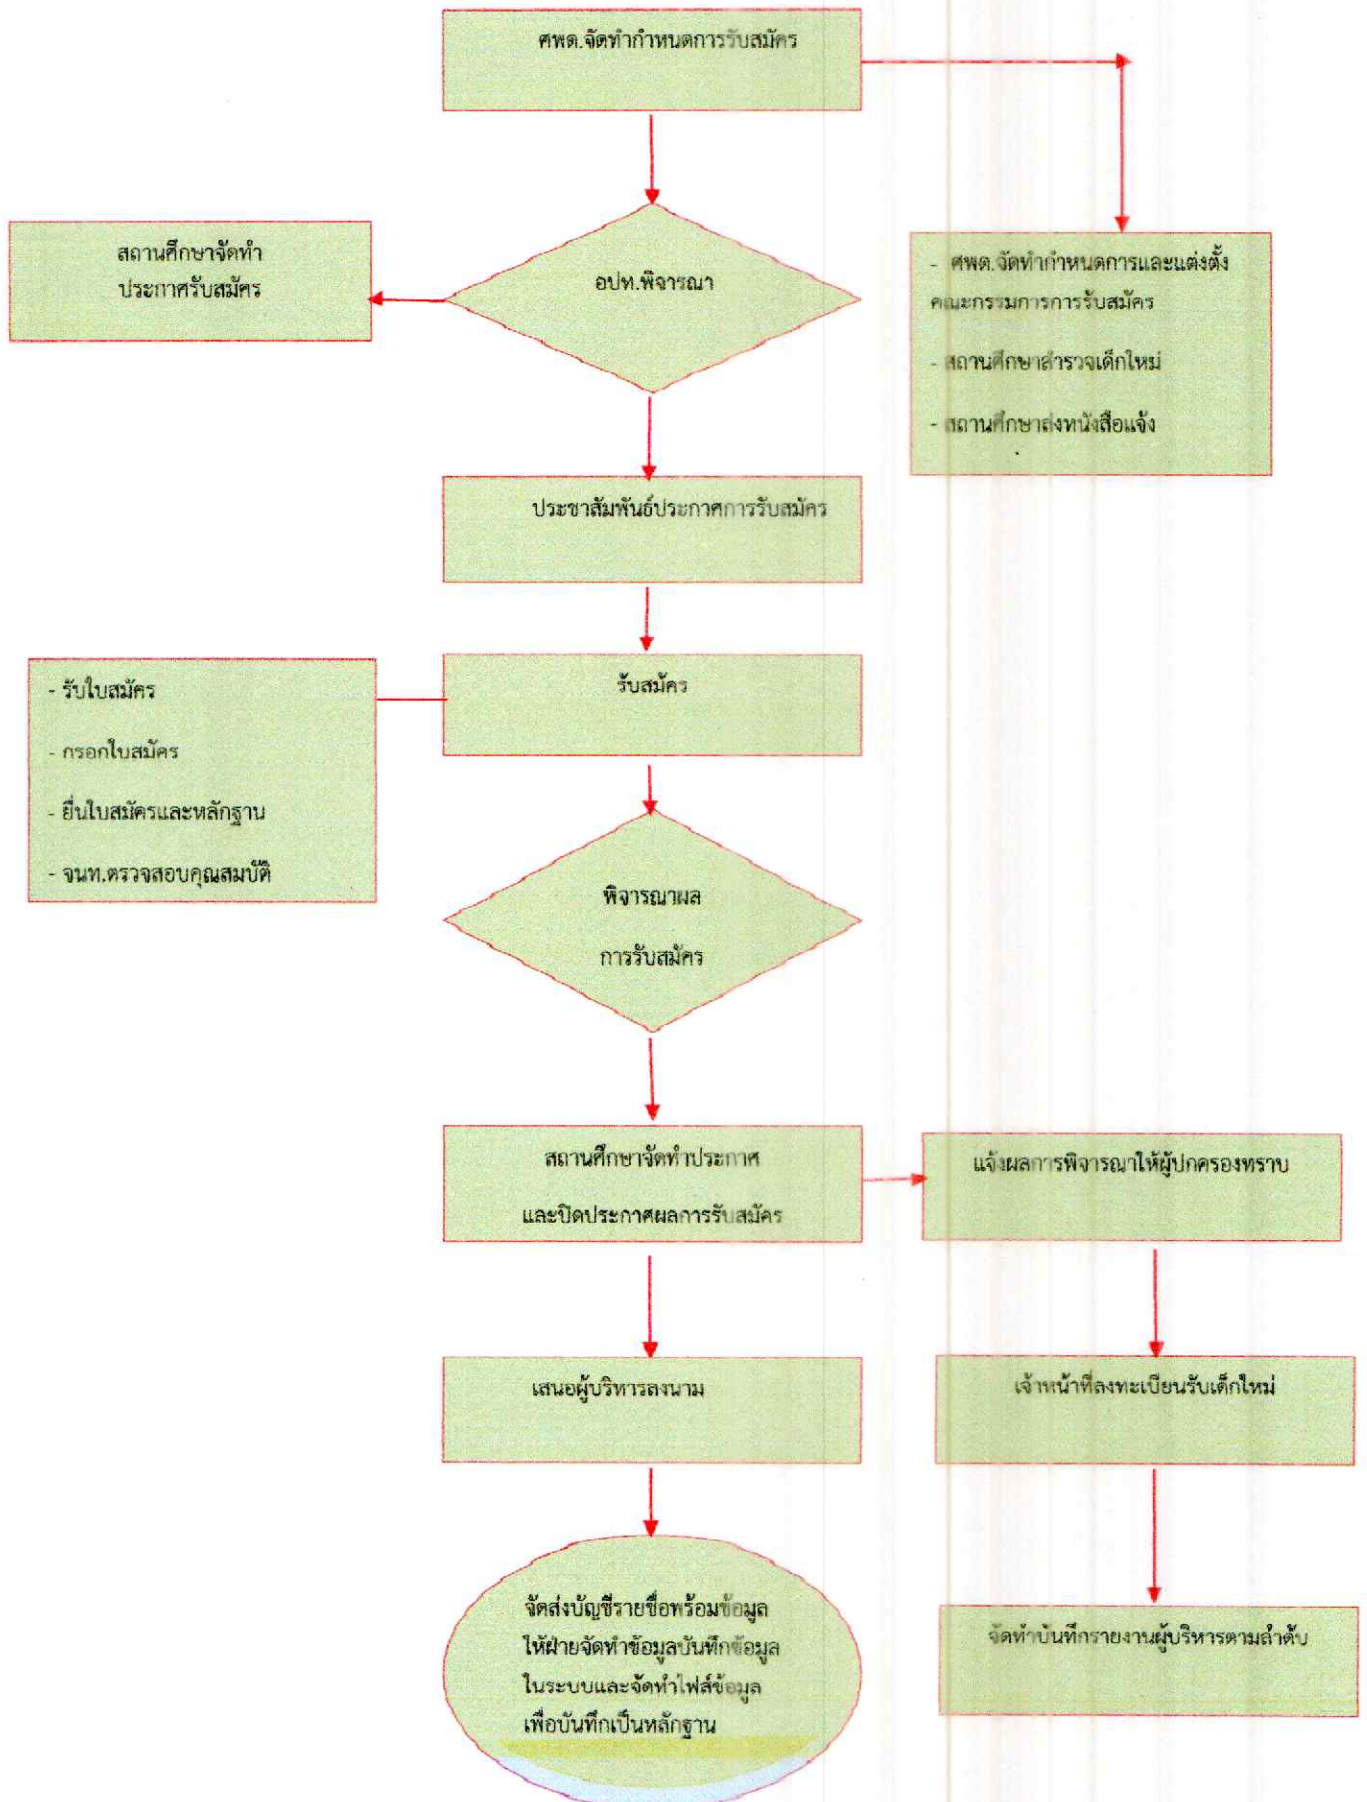 ศพด.จัดทำกำหนดการรับสมัคร
สถานศึกษาจัดทำ
ประกาศรับสมัคร
อปท.พิจารณา
- ศพด.จัดทำกำหนดการและแต่งตั้ง
คณะกรรมการการรับสมัคร
- สถานศึกษาสำรวจเด็กใหม่
- สถานศึกษาส่งหนังสือแจ้ง
ประชาสัมพันธ์ประกาศการรับสมัคร
รับสมัคร
- รับใบสมัคร
- กรอกใบสมัคร
- ยื่นใบสมัครและหลักฐาน
- จนท.ตรวจสอบคุณสมบัติ
พิจารณาผล
การรับสมัคร
สถานศึกษาจัดทำประกาศ
และปิดประกาศผลการรับสมัคร
แจ้งผลการพิจารณาให้ผู้ปกครองทราบ
เสนอผู้บริหารลงนาม
เจ้าหน้าที่ลงทะเบียนรับเด็กใหม่
จัดส่งบัญชีรายชื่อพร้อมข้อมูล
ให้ฝ่ายจัดทำข้อมูลบันทึกข้อมูล
ในระบบและจัดทำไฟล์ข้อมูล
เพื่อบันทึกเป็นหลักฐาน
จัดทำบันทึกรายงานผู้บริหารตามลำดับ